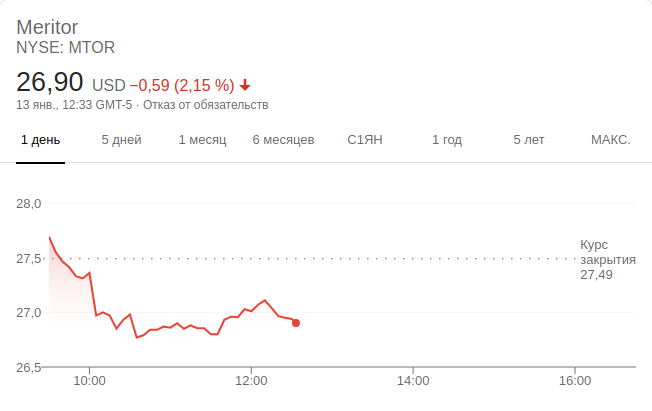 Meritor
NYSE: MTOR
26,90 USD −0,59 (2,15 %)
13 янв., 12:33 GMT-5 · Отказ от обязательств
1 день 5 дней 1 месяц 6 месяцев С1ЯН 1 год 5 лет МАКС.
28,0
27,5
27,0
26,5
Курс
закрытия
27,49
10:00 12:00 14:00 16:00